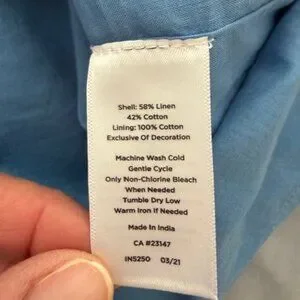 Shell: 58% Linen
42% Cotton
Lining: 100% Cotton
Exclusive Of Decoration
Machine Wash Cold
Gentle Cycle
Only Non-Chlorine Bleach
When Needed
Tumble Dry Low
Warm Iron if Needed
Made In India
CA #23147
IN5250 03/21